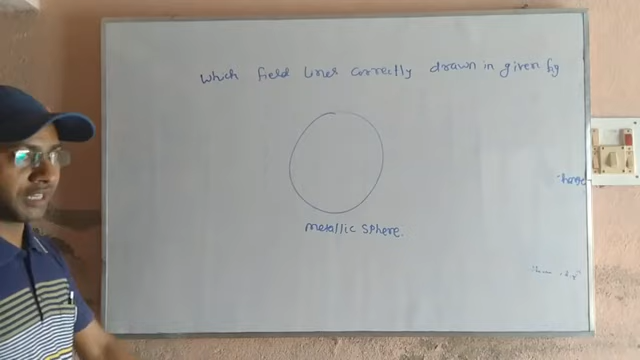 which field lines correctly drawn in given fig
metallic sphere.